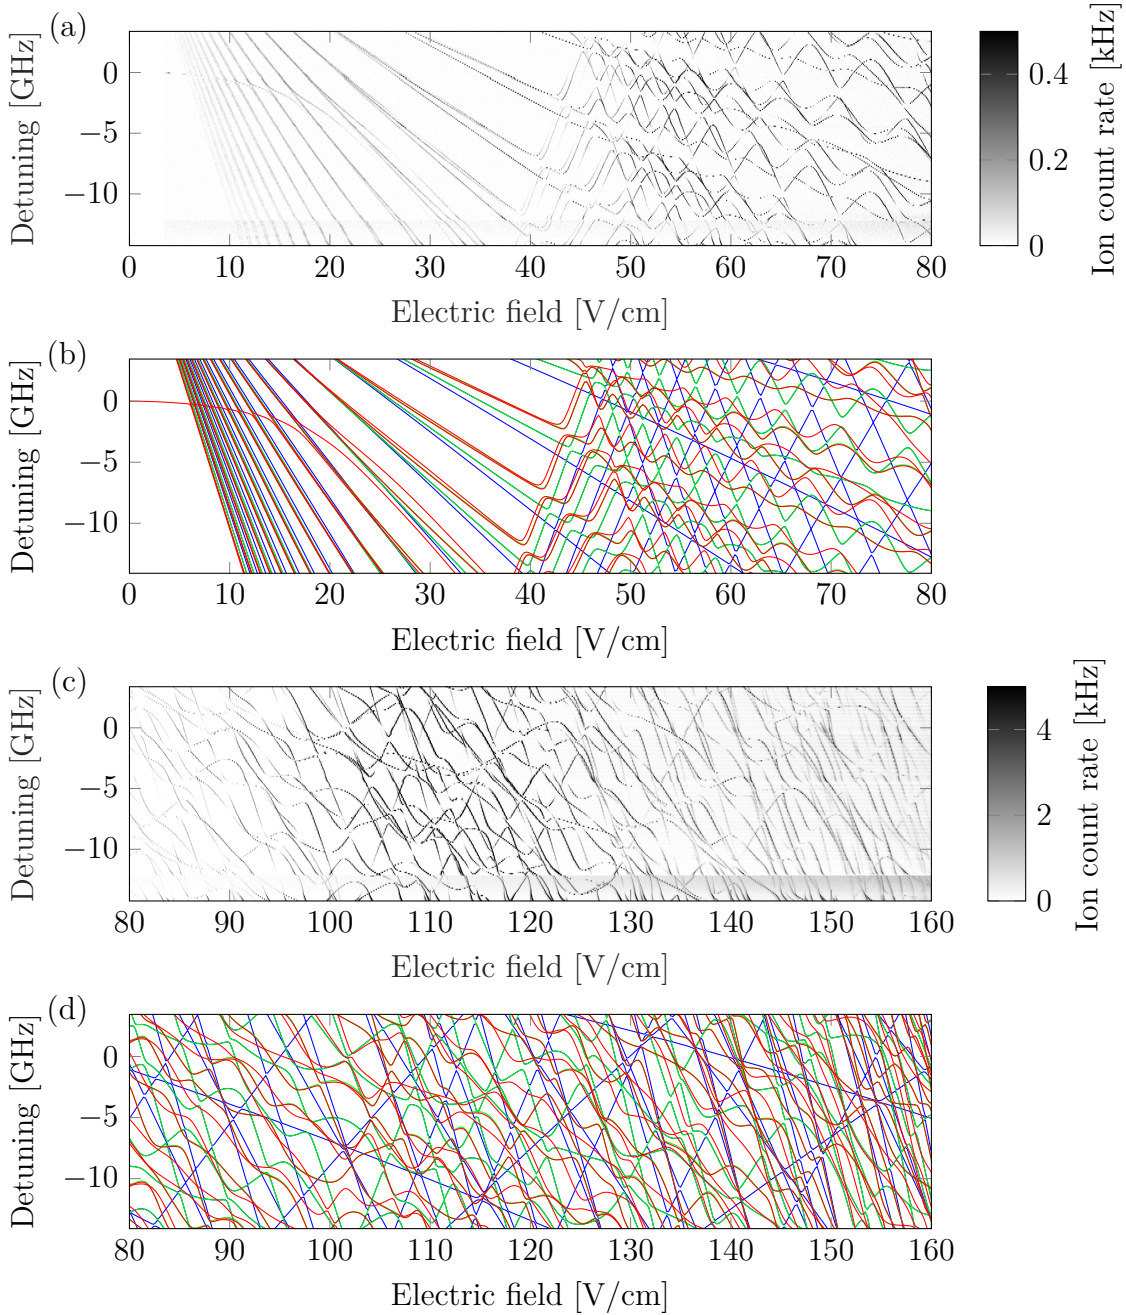 (a)
Detuning [GHz]
0
−5
−10
0 10 20 30 40 50 60 70 80
Electric field [V/cm]
0.4
0.2
0
Ion count rate [kHz]
(b)
Detuning [GHz]
0
−5
−10
0 10 20 30 40 50 60 70 80
Electric field [V/cm]
(c)
Detuning [GHz]
0
−5
−10
80 90 100 110 120 130 140 150 160
Electric field [V/cm]
4
2
0
Ion count rate [kHz]
(d)
Detuning [GHz]
0
−5
−10
80 90 100 110 120 130 140 150 160
Electric field [V/cm]